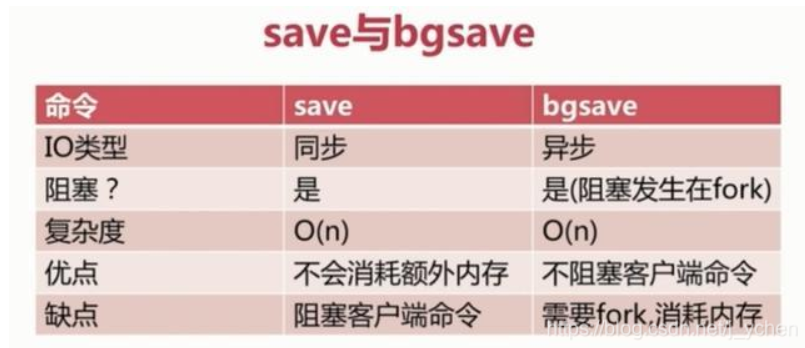 save与bgsave
命令 save bgsave
IO类型 同步 异步
阻塞？ 是 是(阻塞发生在fork)
复杂度 O(n) O(n)
优点 不会消耗额外内存 不阻塞客户端命令
缺点 阻塞客户端命令 需要fork,消耗内存
https://blog.csdn.net/j_ychen